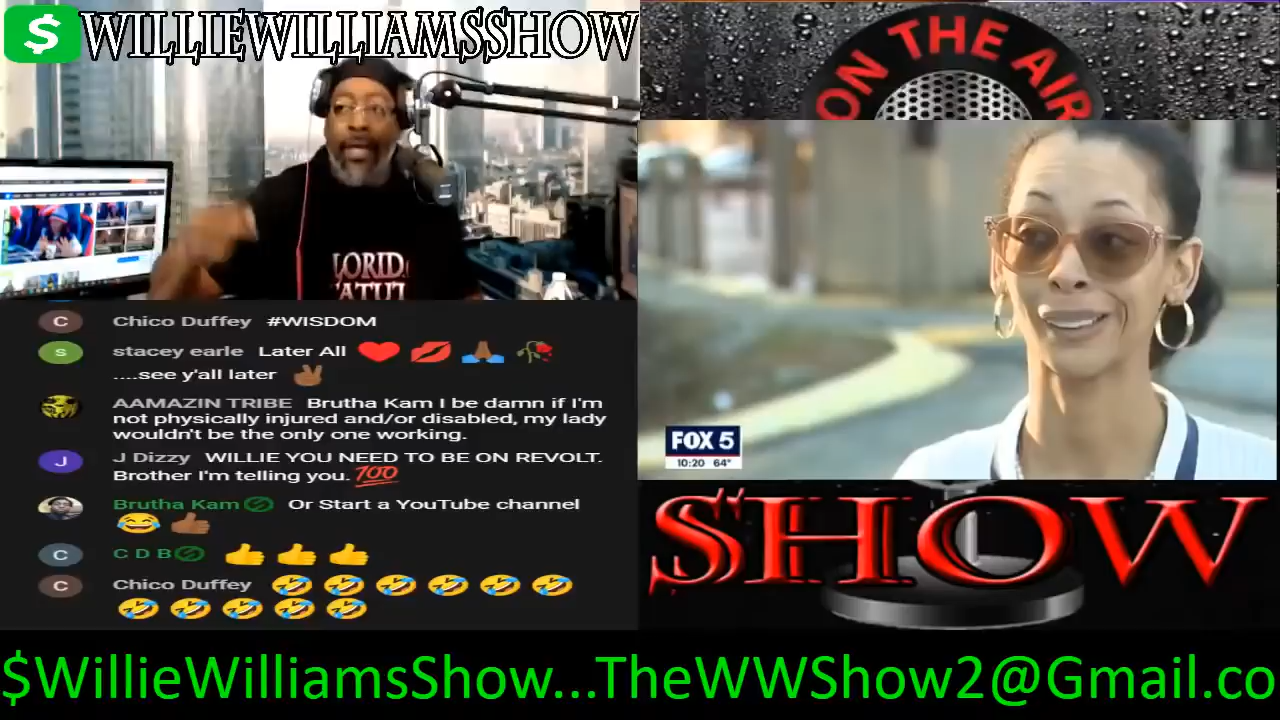 $ WILLIEWILLIAMSSHOW
ON THE AIR
LORID
TATUT
FOX 5
10:20 64°
C Chico Duffey #WISDOM
s stacey earle Later All
....see y'all later
AAMAZIN TRIBE Brutha Kam I be damn if I'm
not physically injured and/or disabled, my lady
wouldn't be the only one working.
J J Dizzy WILLIE YOU NEED TO BE ON REVOLT.
Brother I'm telling you. 💯
Brutha Kam Or Start a YouTube channel
😂 👍🏾
C C D B 👍 👍 👍
C Chico Duffey 🤣 🤣 🤣 🤣 🤣 🤣
🤣 🤣 🤣 🤣 🤣
SHOW
$WillieWilliamsShow...TheWWShow2@Gmail.co